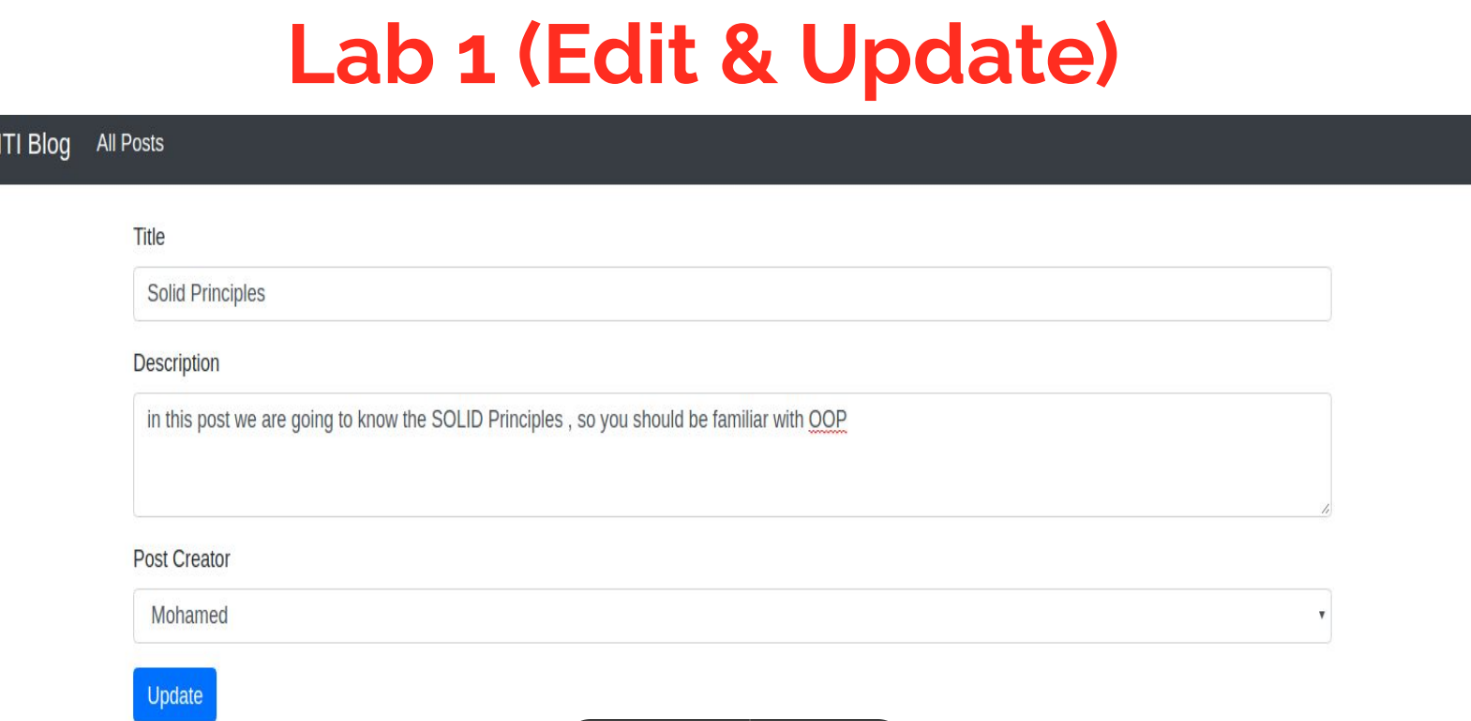 Lab 1 (Edit & Update)
ITI Blog All Posts
Title
Solid Principles
Description
in this post we are going to know the SOLID Principles , so you should be familiar with OOP
Post Creator
Mohamed
Update